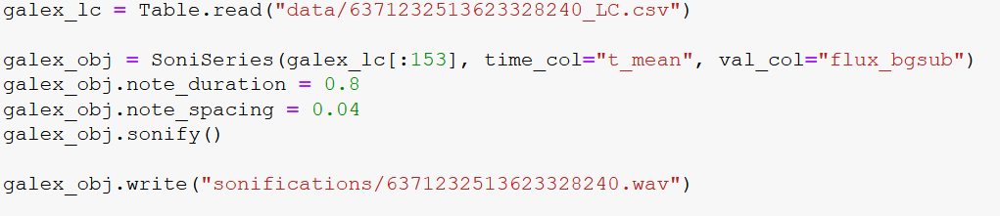 galex_lc = Table.read("data/6371232513623328240_LC.csv")
galex_obj = SoniSeries(galex_lc[:153], time_col="t_mean", val_col="flux_bgsub")
galex_obj.note_duration = 0.8
galex_obj.note_spacing = 0.04
galex_obj.sonify()
galex_obj.write("sonifications/6371232513623328240.wav")